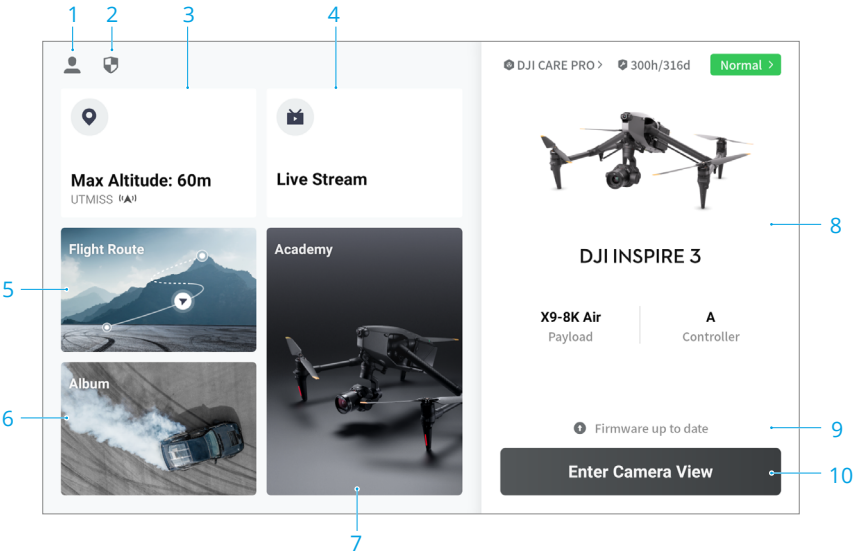 1
2
3
4
DJI CARE PRO >
300h/316d
Normal >
Max Altitude: 60m
UTMISS
Live Stream
8
Flight Route
Academy
DJI INSPIRE 3
5
X9-8K Air
Payload
A
Controller
Album
6
Firmware up to date
9
Enter Camera View
10
7